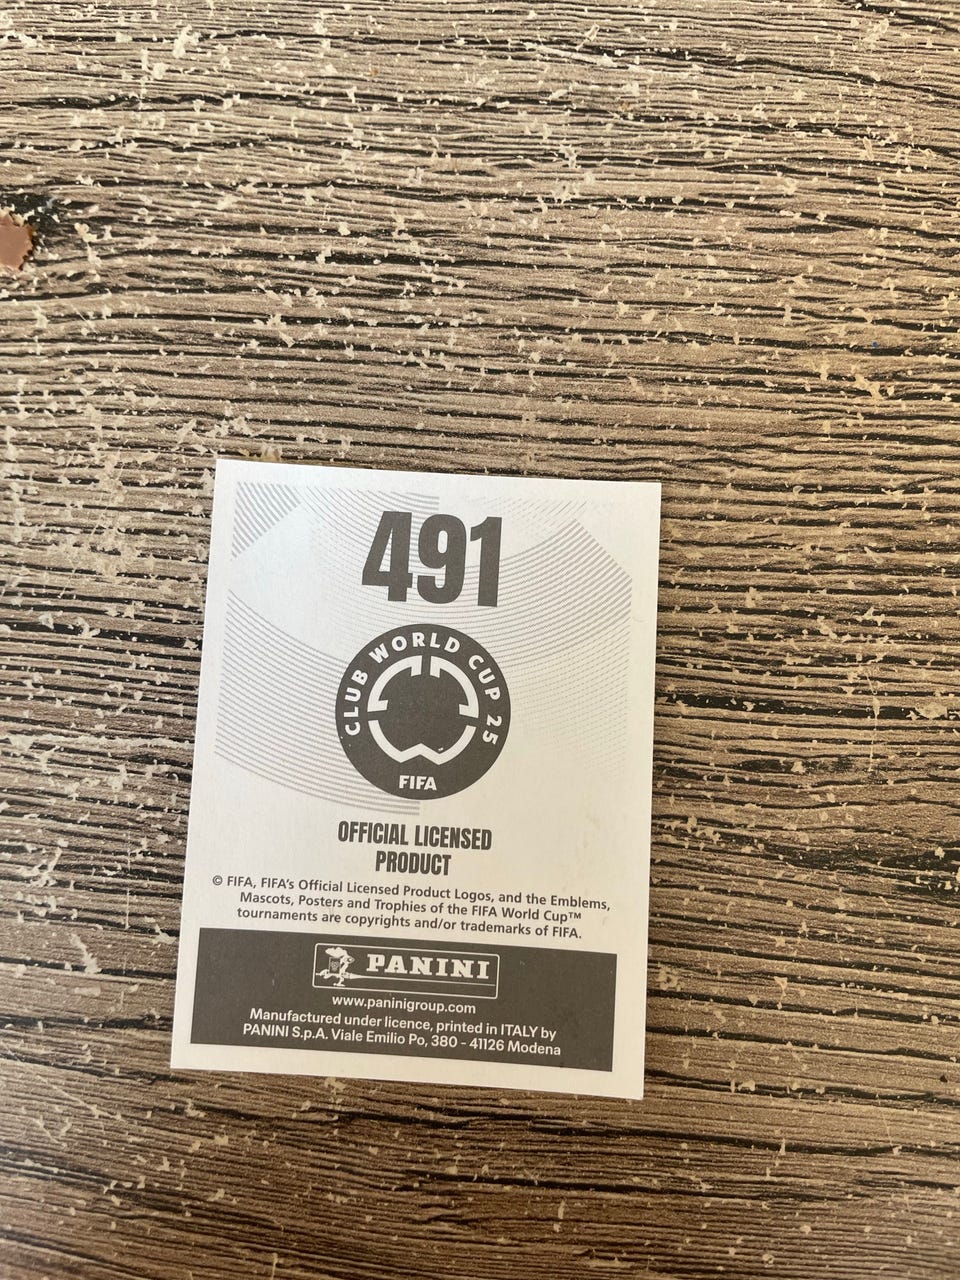 491
CLUB WORLD CUP 25
FIFA
OFFICIAL LICENSED
PRODUCT
© FIFA, FIFA's Official Licensed Product Logos, and the Emblems,
Mascots, Posters and Trophies of the FIFA World Cup™
tournaments are copyrights and/or trademarks of FIFA.
PANINI
www.paninigroup.com
Manufactured under licence, printed in ITALY by
PANINI S.p.A. Viale Emilio Po, 380 - 41126 Modena